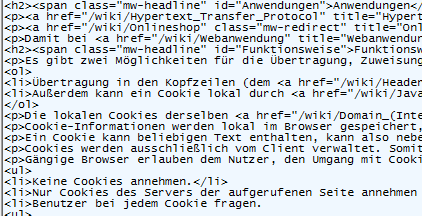 <h2><span class="mw-headline" id="Anwendungen">Anwendungen</
<p><a href="/wiki/Hypertext_Transfer_Protocol" title="Hypert
<p><a href="/wiki/Onlineshop" class="mw-redirect" title="Onl
<p>Damit bei <a href="/wiki/Webanwendung" title="Webanwendun
<h2><span class="mw-headline" id="Funktionsweise">Funktionsw
<p>Es gibt zwei Möglichkeiten für die Übertragung, Zuweisung
<ol>
<li>Übertragung in den Kopfzeilen (dem <a href="/wiki/Header
<li>Außerdem kann ein Cookie lokal durch <a href="/wiki/Java
</ol>
<p>Die lokalen Cookies derselben <a href="/wiki/Domain_(Inte
<p>Cookie-Informationen werden lokal im Browser gespeichert,
<p>Ein Cookie kann beliebigen Text enthalten, kann also nebe
<p>Cookies werden ausschließlich vom Client verwaltet. Somit
<p>Gängige Browser erlauben dem Nutzer, den Umgang mit Cooki
<ul>
<li>Keine Cookies annehmen.</li>
<li>Nur Cookies des Servers der aufgerufenen Seite annehmen
<li>Benutzer bei jedem Cookie fragen.
<ul>